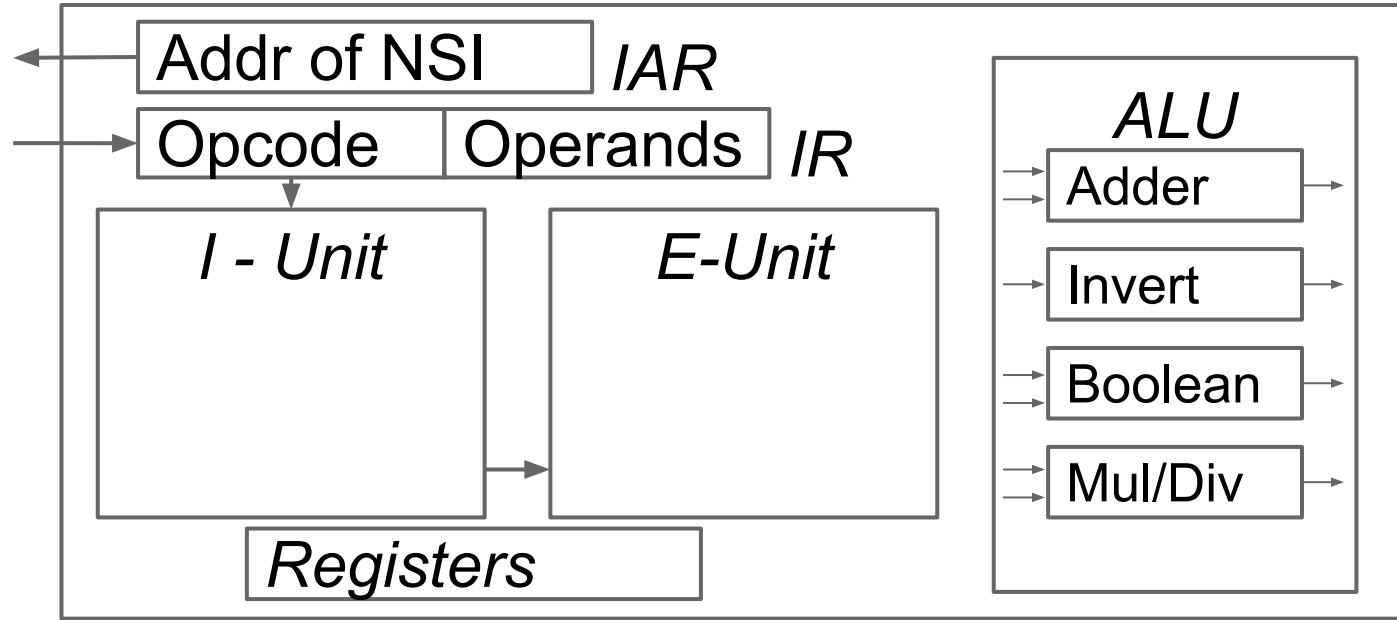 Addr of NSI
IAR
Opcode
Operands
IR
I - Unit
E-Unit
Registers
ALU
Adder
Invert
Boolean
Mul/Div